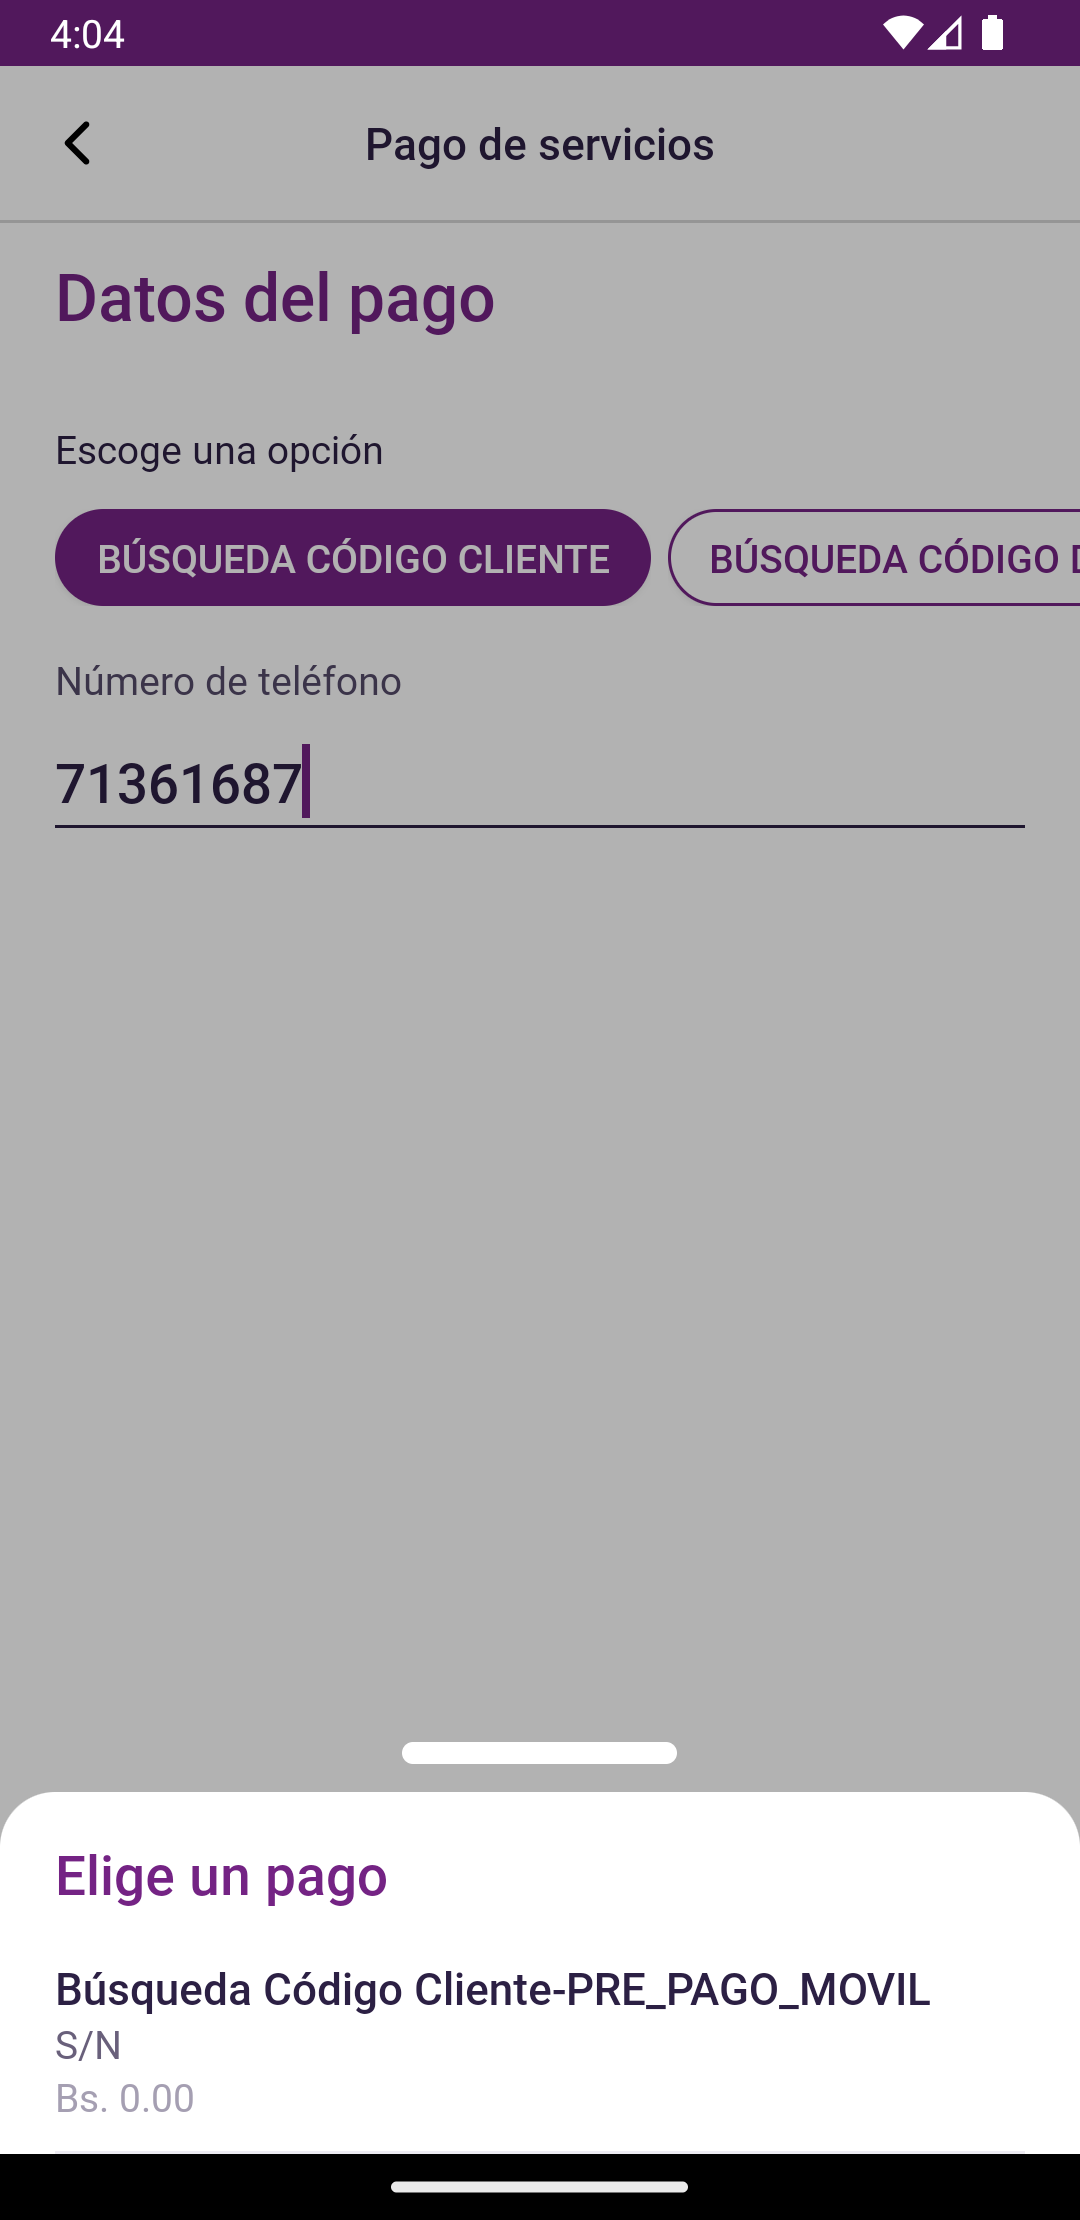 4:04
Pago de servicios
Datos del pago
Escoge una opción
BÚSQUEDA CÓDIGO CLIENTE
BÚSQUEDA CÓDIGO
Número de teléfono
71361687
Elige un pago
Búsqueda Código Cliente-PRE_PAGO_MOVIL
S/N
Bs. 0.00